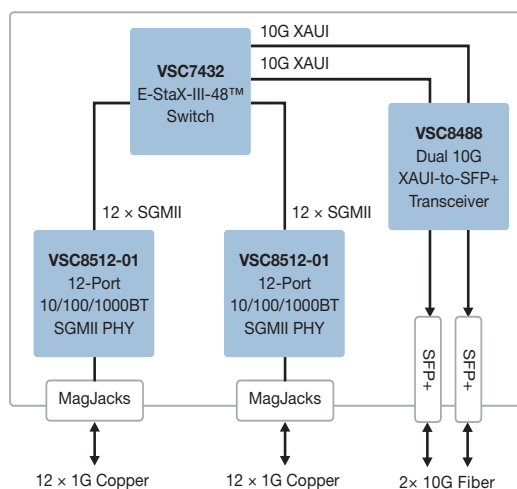 10G XAUI
10G XAUI
VSC7432
E-StaX-III-48™
Switch
VSC8488
Dual 10G
XAUI-to-SFP+
Transceiver
12 × SGMII
12 × SGMII
VSC8512-01
12-Port
10/100/1000BT
SGMII PHY
VSC8512-01
12-Port
10/100/1000BT
SGMII PHY
SFP+
SFP+
MagJacks
MagJacks
12 × 1G Copper
12 × 1G Copper
2× 10G Fiber